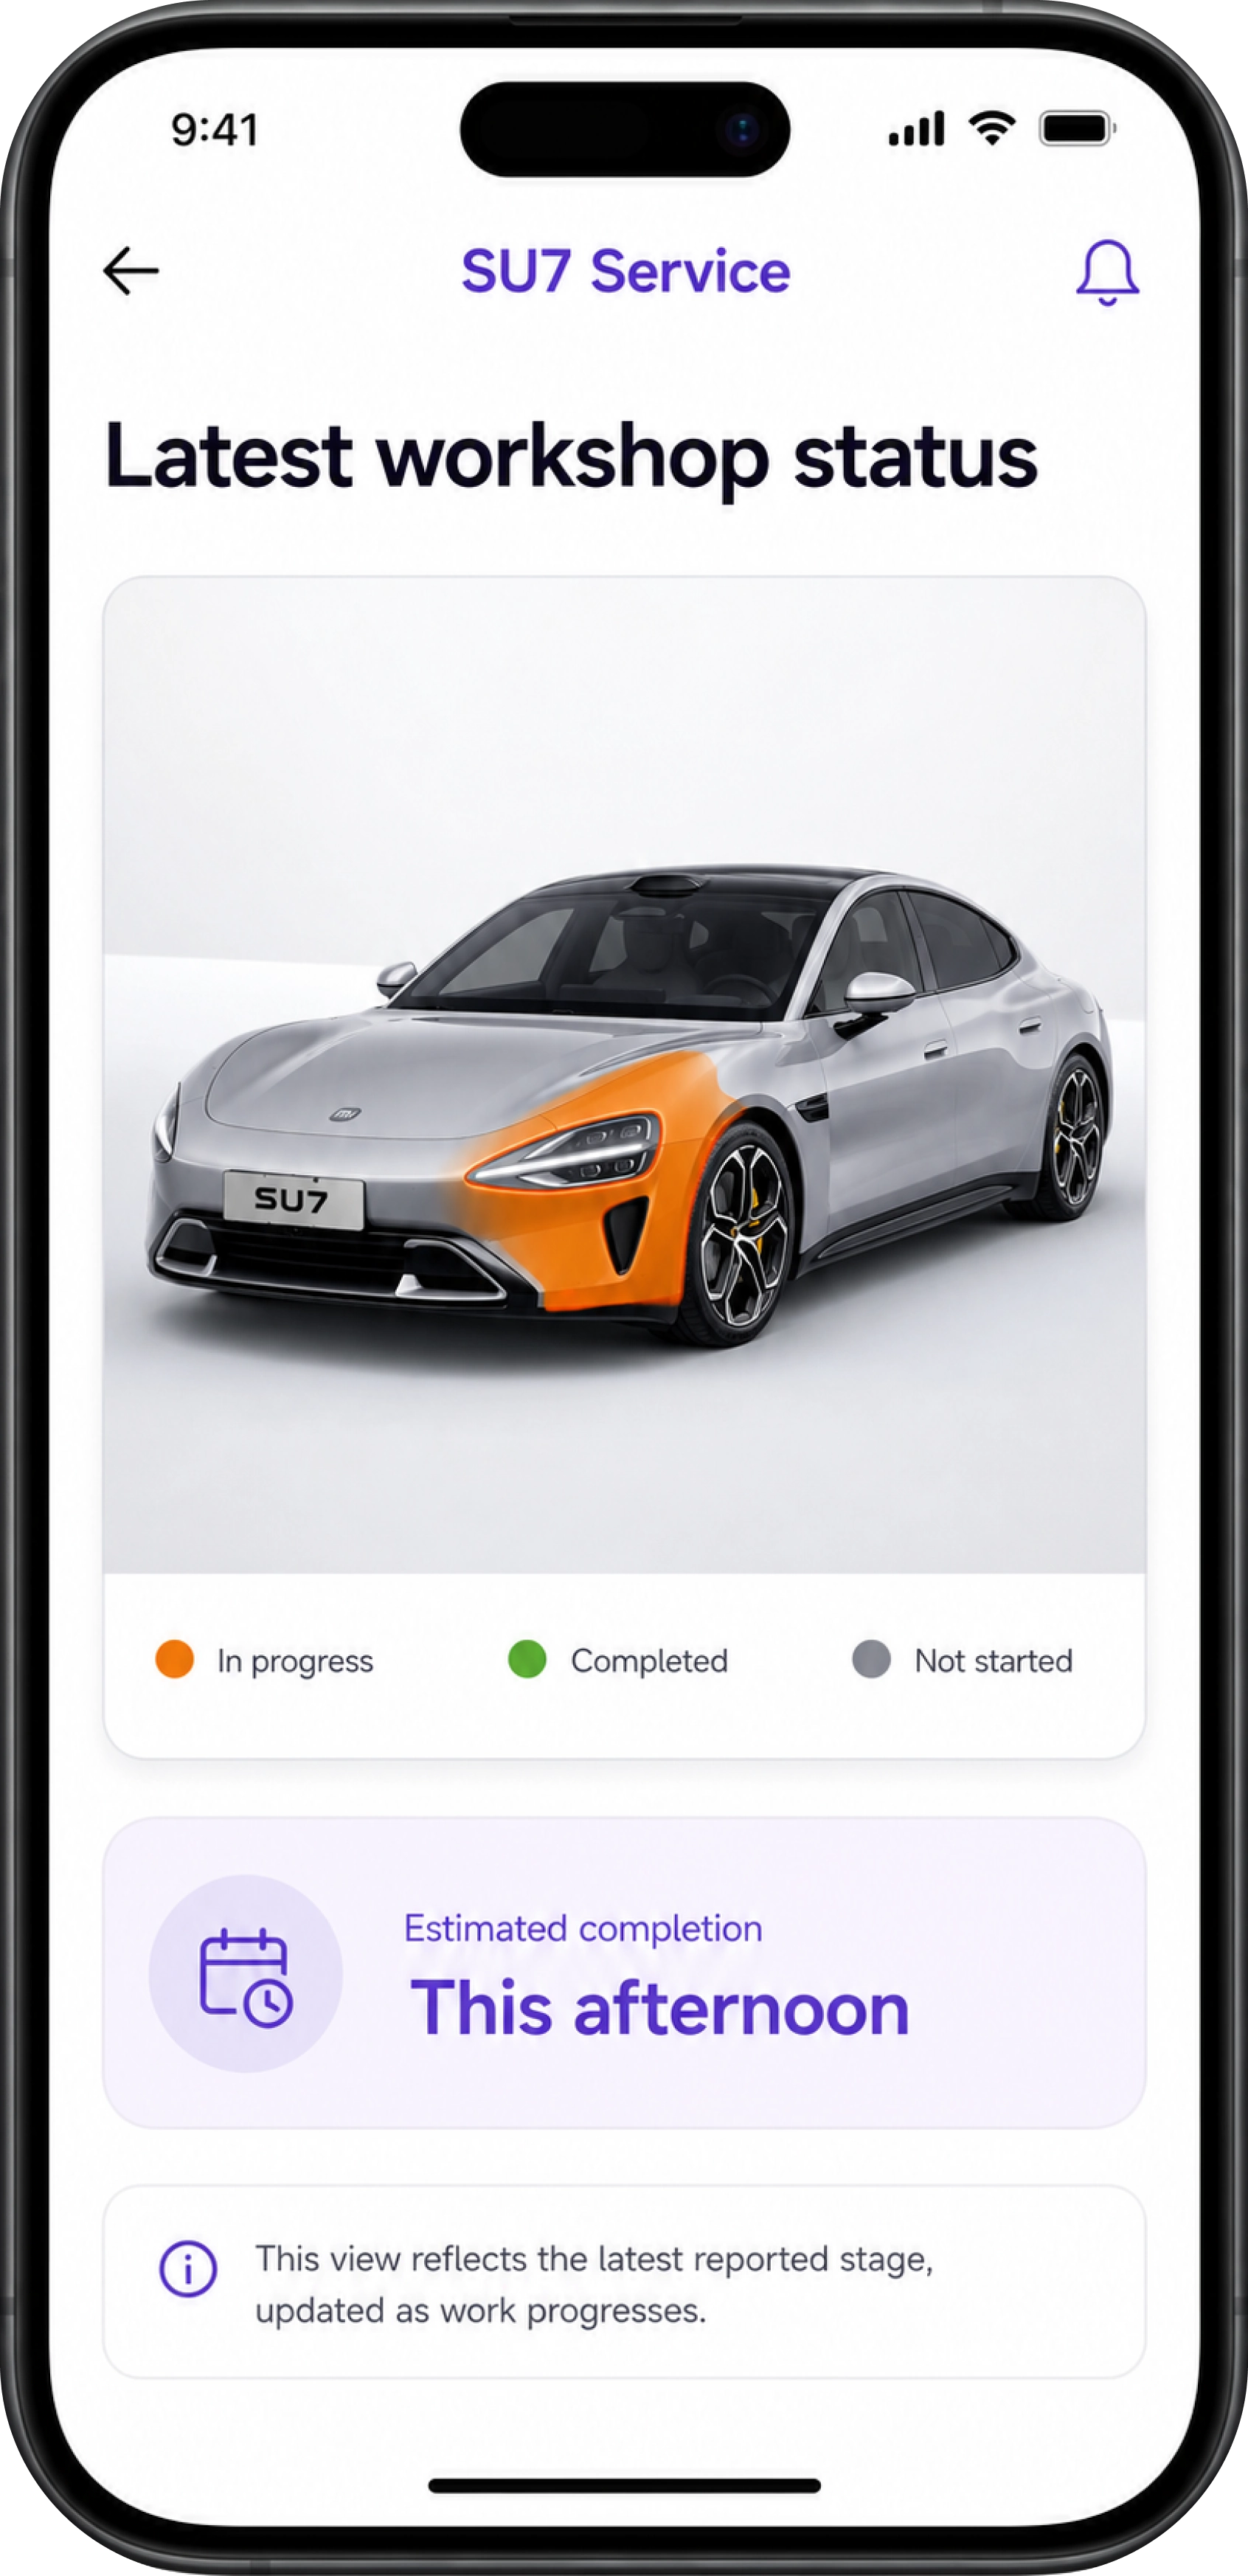 9:41
SU7 Service
Latest workshop status
SU7
In progress
Completed
Not started
Estimated completion
This afternoon
This view reflects the latest reported stage,
updated as work progresses.